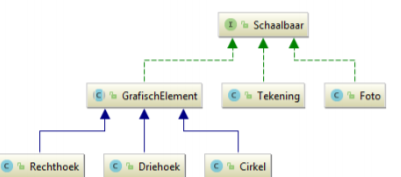 I Schaalbaar
C GrafischElement
C Tekening
C Foto
C Rechthoek
C Driehoek
C Cirkel